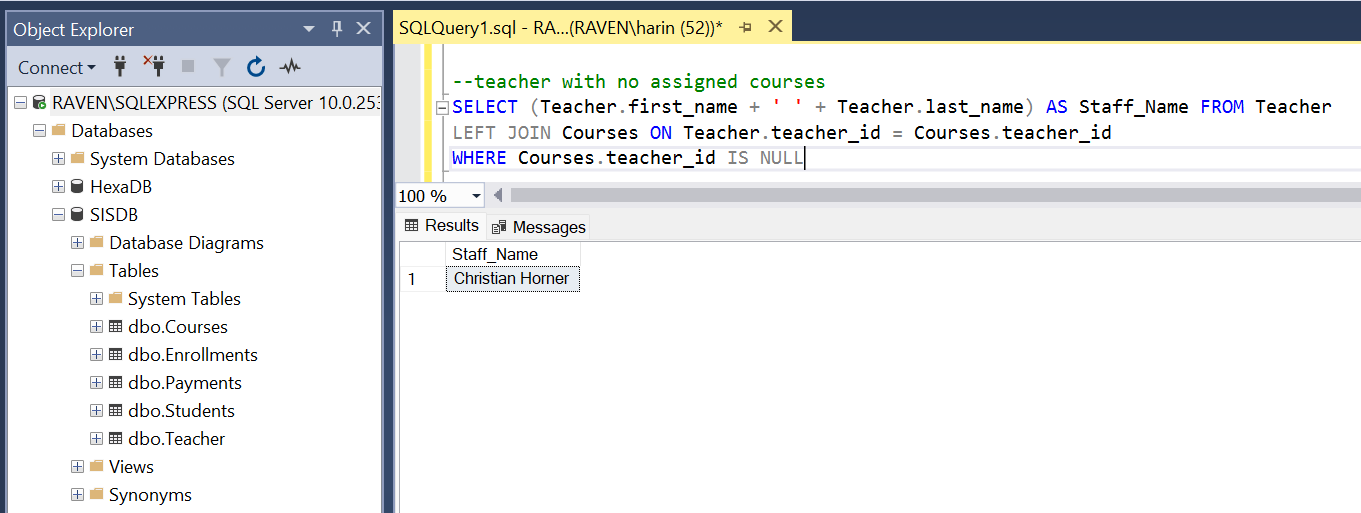 Object Explorer
Connect
RAVEN\SQLEXPRESS (SQL Server 10.0.253
Databases
System Databases
HexaDB
SISDB
Database Diagrams
Tables
System Tables
dbo.Courses
dbo.Enrollments
dbo.Payments
dbo.Students
dbo.Teacher
Views
Synonyms
SQLQuery1.sql - RA...(RAVEN\harin (52))*
--teacher with no assigned courses
SELECT (Teacher.first_name + ' ' + Teacher.last_name) AS Staff_Name FROM Teacher
LEFT JOIN Courses ON Teacher.teacher_id = Courses.teacher_id
WHERE Courses.teacher_id IS NULL
100 %
Results Messages
Staff_Name
1 Christian Horner